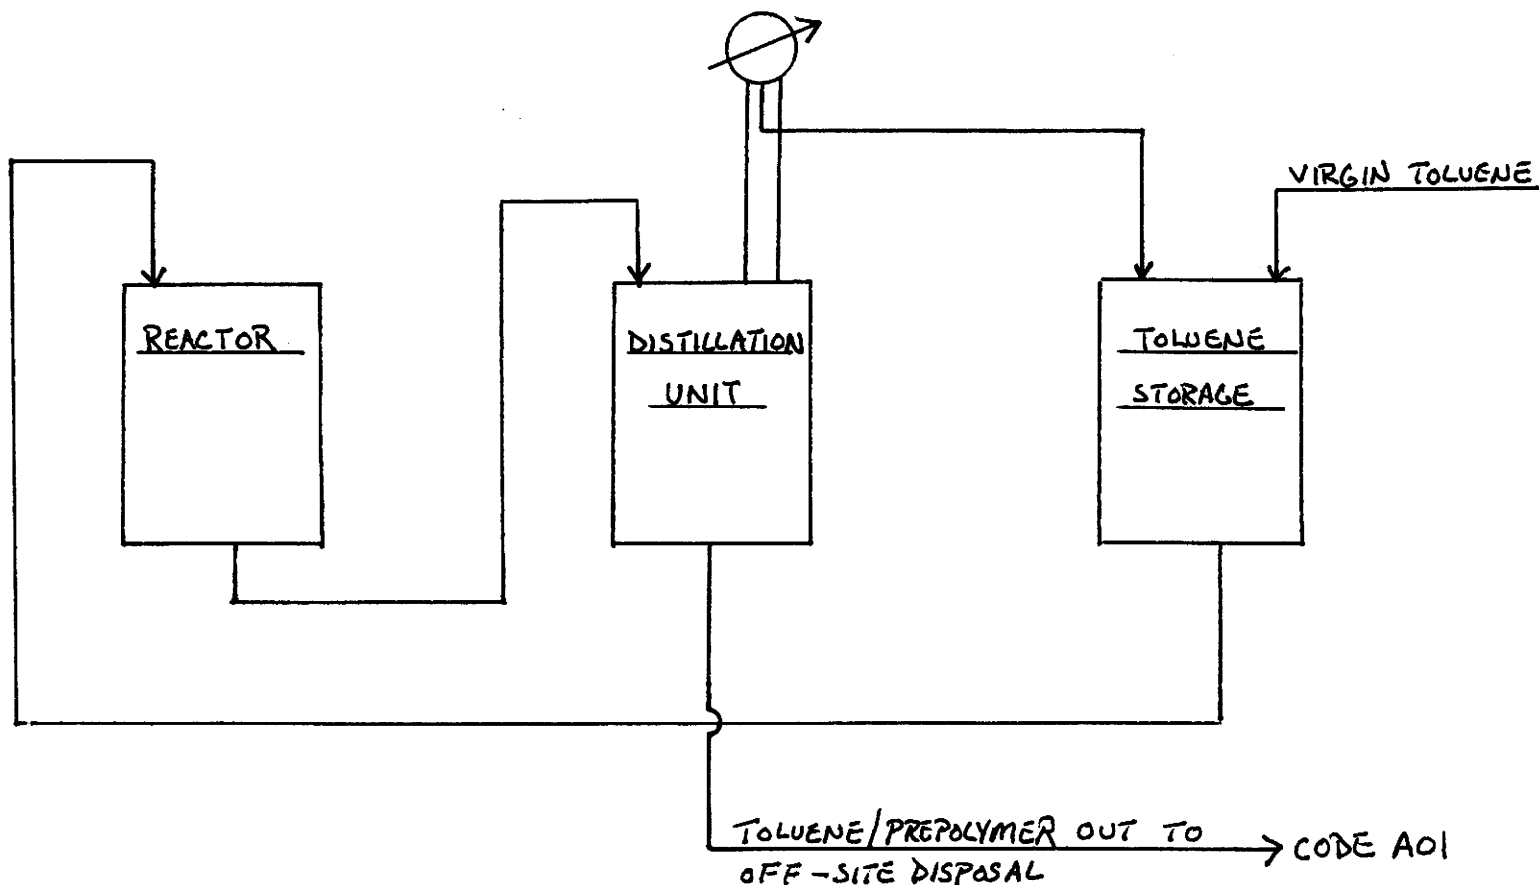 VIRGIN TOLUENE
REACTOR
DISTILLATION
UNIT
TOLUENE
STORAGE
TOLUENE/PREPOLYMER OUT TO
OFF-SITE DISPOSAL
CODE A01